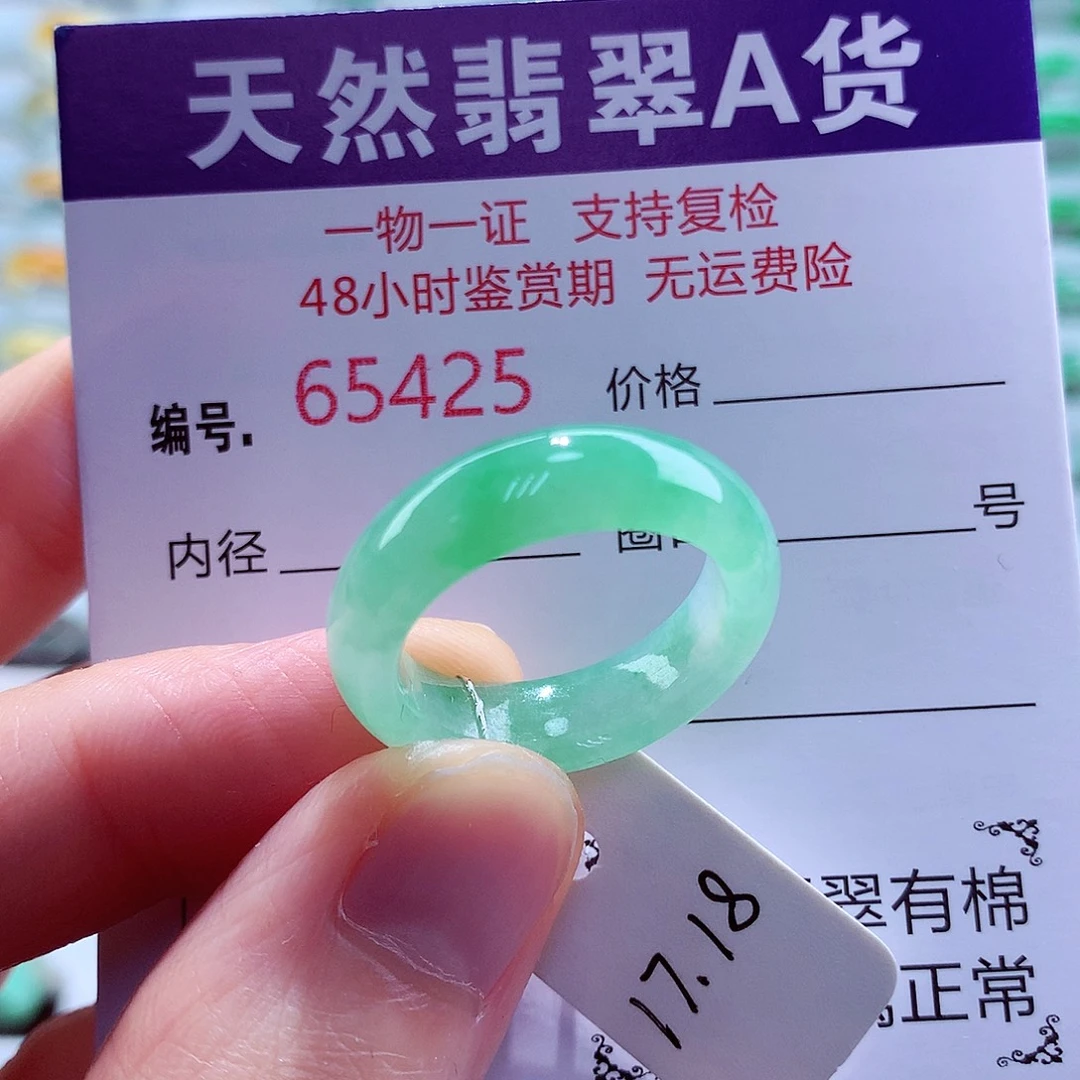 天然翡翠A货
一物一证 支持复检
48小时鉴赏期 无运费险
编号. 65425 价格
内径 号
翠有棉
正常
17.18